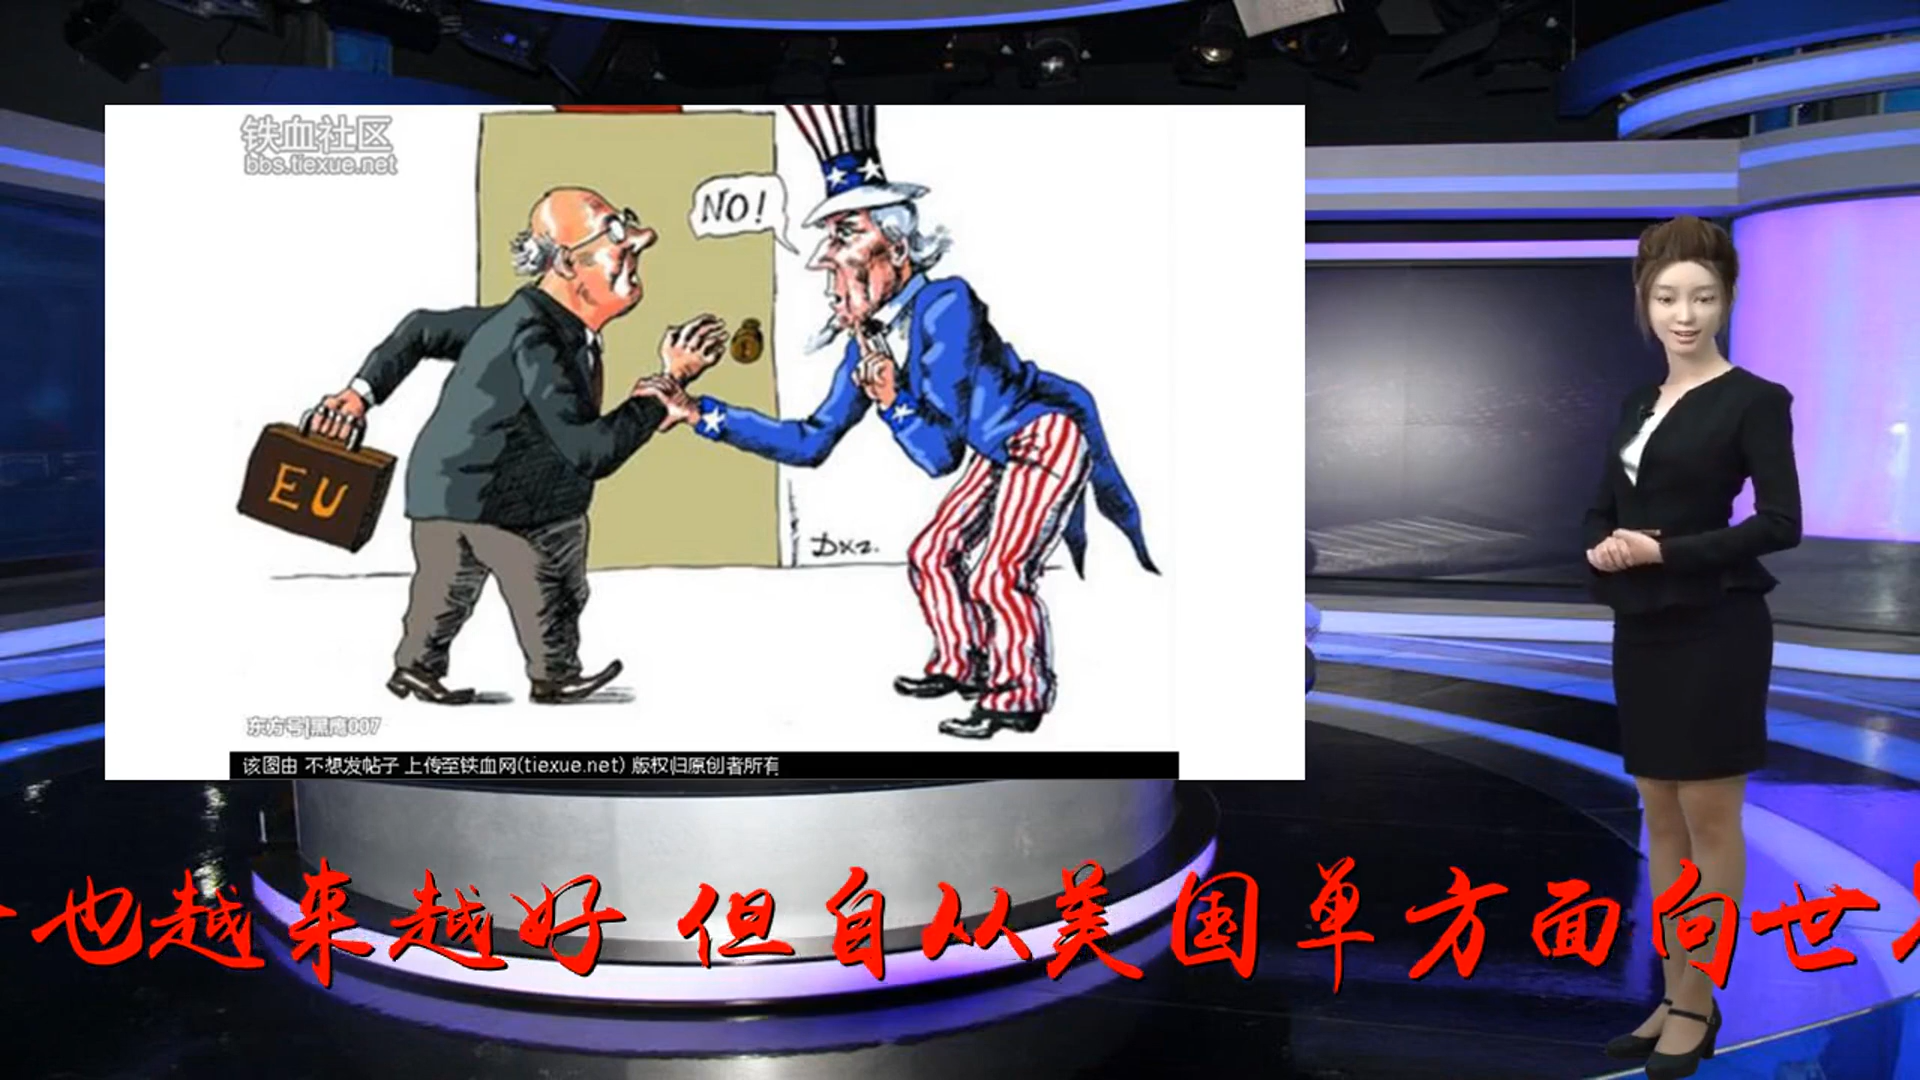 铁血社区
bbs.tiexue.net
NO!
EU
Dxz.
东方号|黑鹰007
该图由 不想发帖子 上传至铁血网(tiexue.net) 版权归原创者所有
也越来越好 但自从美国单方面向世